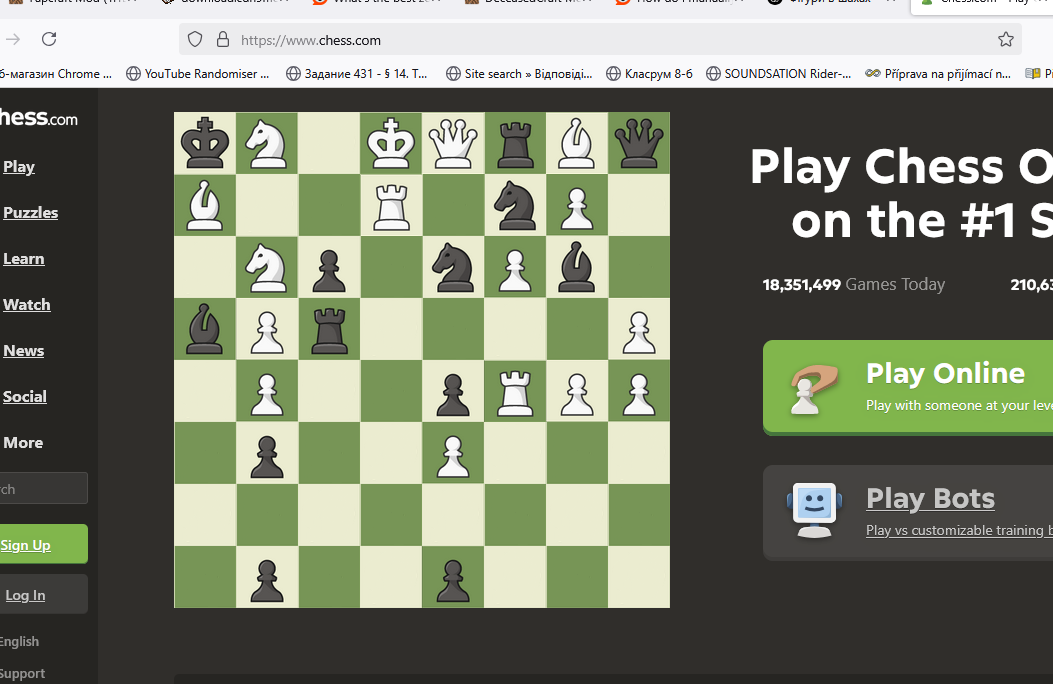 https://www.chess.com
б-магазин Chrome ... YouTube Randomiser ... Задание 431 - § 14. Т... Site search » Відповіді... Класрум 8-б SOUNDSATION Rider-... Příprava na přijímací n...
hess.com
Play
Puzzles
Learn
Watch
News
Social
More
rch
Sign Up
Log In
English
Support
Play Chess O
on the #1 S
18,351,499 Games Today 210,63
Play Online
Play with someone at your leve
Play Bots
Play vs customizable training b